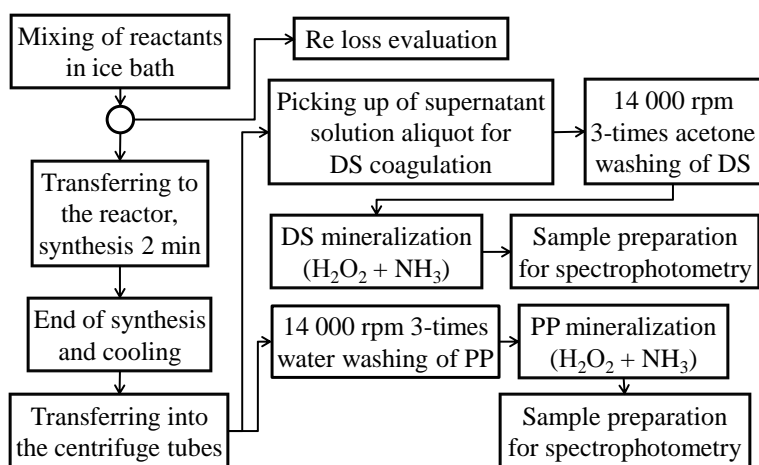 Mixing of reactants
in ice bath
Re loss evaluation
Picking up of supernatant
solution aliquot for
DS coagulation
14 000 rpm
3-times acetone
washing of DS
Transferring to
the reactor,
synthesis 2 min
DS mineralization
(H₂O₂ + NH₃)
Sample preparation
for spectrophotometry
End of synthesis
and cooling
14 000 rpm 3-times
water washing of PP
PP mineralization
(H₂O₂ + NH₃)
Transferring into
the centrifuge tubes
Sample preparation
for spectrophotometry